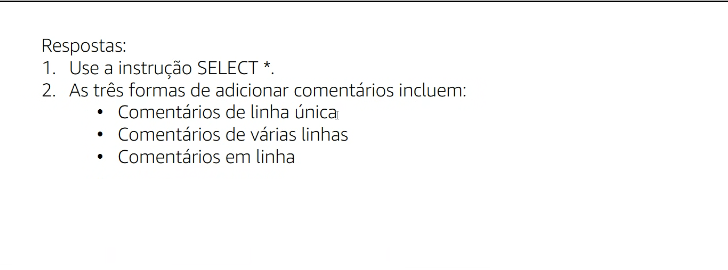 Respostas:
1. Use a instrução SELECT *.
2. As três formas de adicionar comentários incluem:
• Comentários de linha única
• Comentários de várias linhas
• Comentários em linha